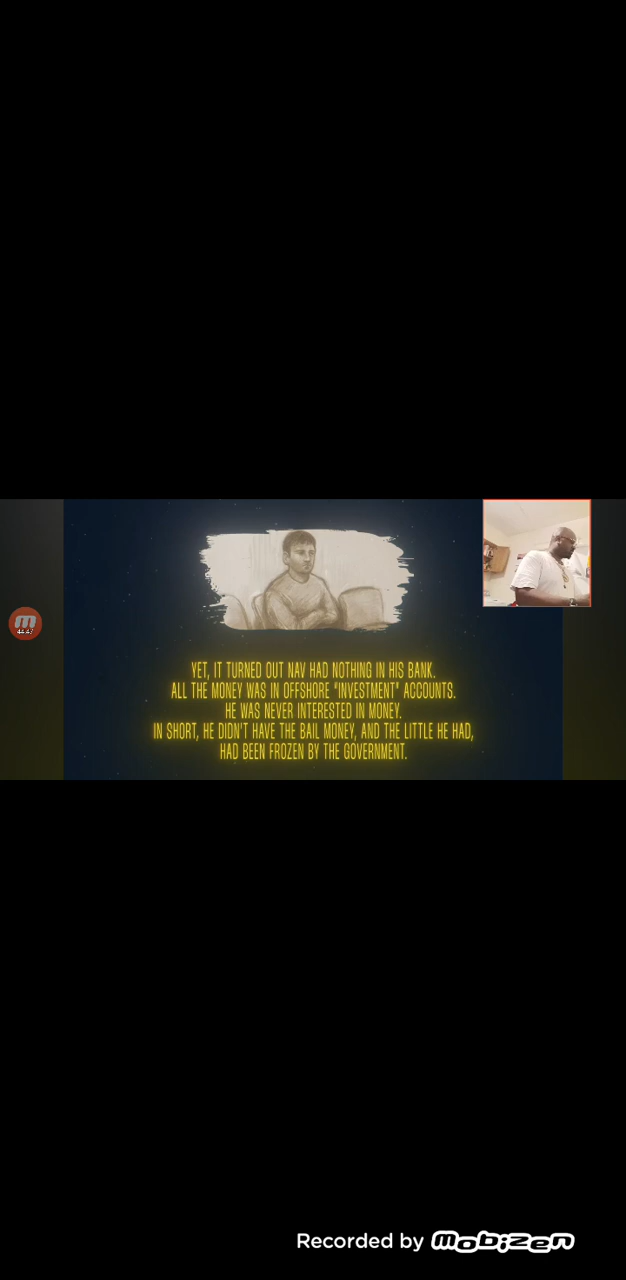 YET, IT TURNED OUT NAV HAD NOTHING IN HIS BANK.
ALL THE MONEY WAS IN OFFSHORE "INVESTMENT" ACCOUNTS.
HE WAS NEVER INTERESTED IN MONEY.
IN SHORT, HE DIDN'T HAVE THE BAIL MONEY, AND THE LITTLE HE HAD,
HAD BEEN FROZEN BY THE GOVERNMENT.
44:47
Recorded by mobizen